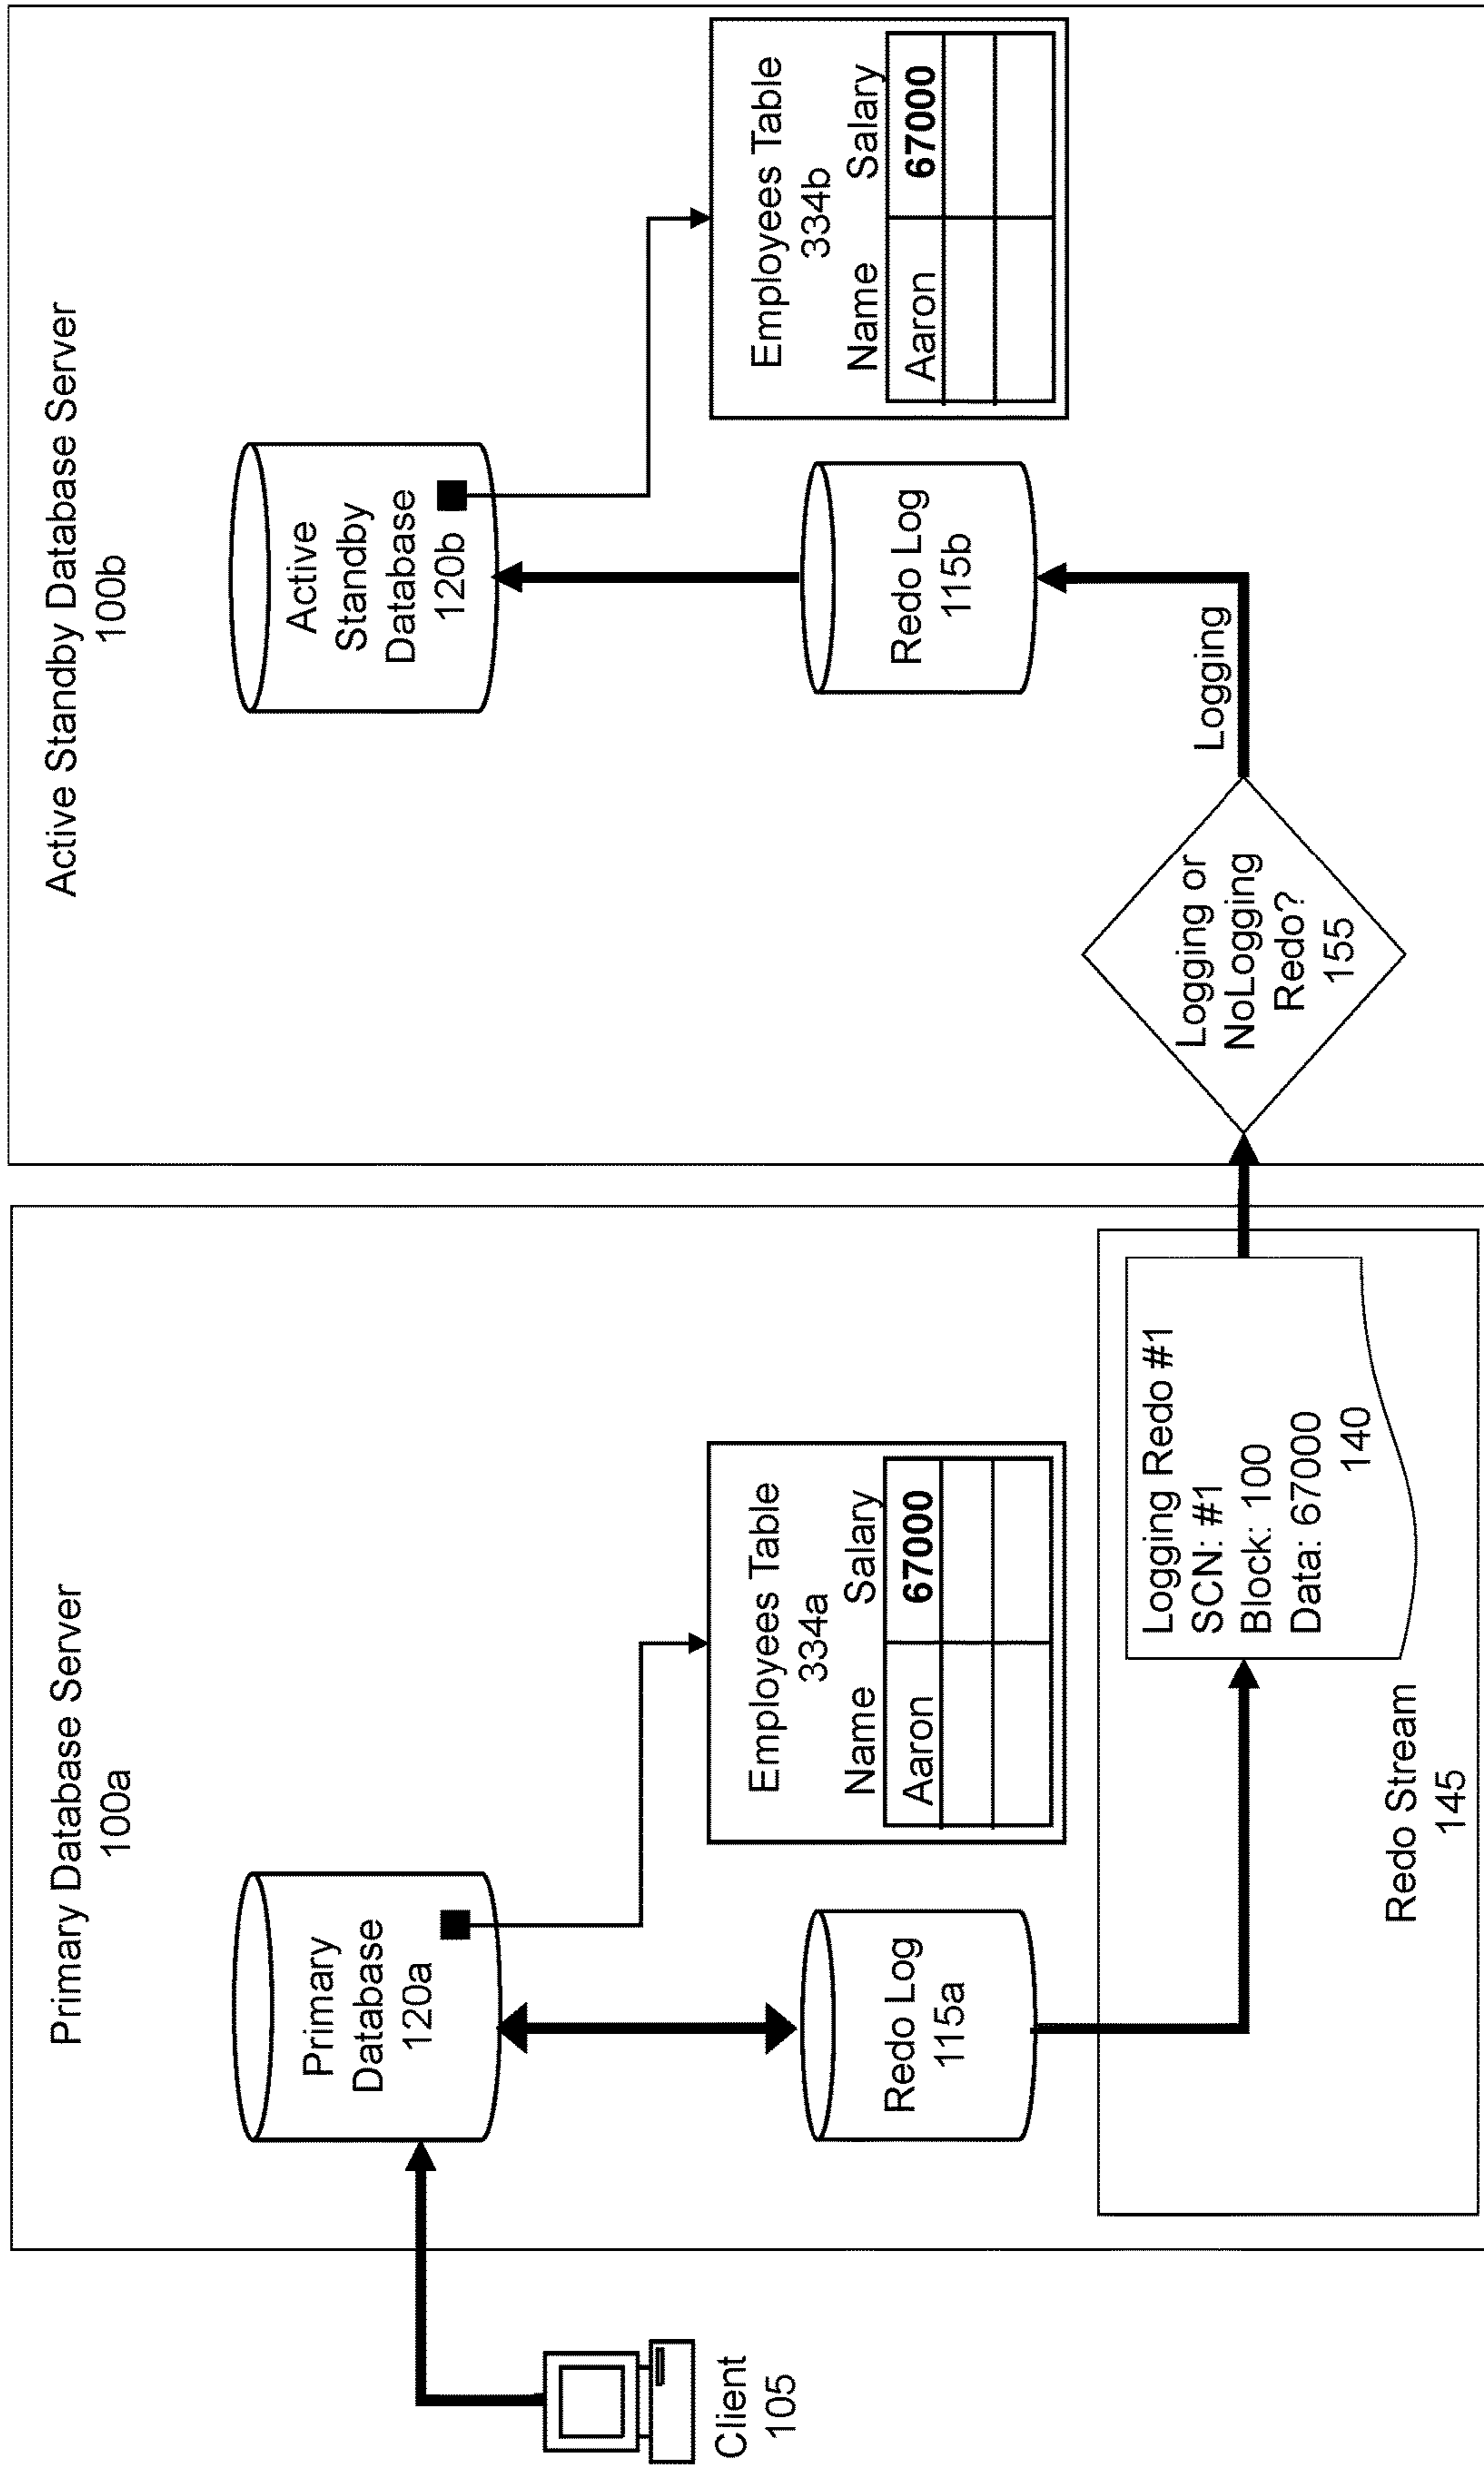 Primary Database Server
100a
Client
105
Primary
Database
120a
Redo Log
115a
Employees Table
334a
Name Salary
Aaron 67000
Logging Redo #1
SCN: #1
Block: 100
Data: 67000
140
Redo Stream
145
Active Standby Database Server
100b
Active
Standby
Database
120b
Redo Log
115b
Employees Table
334b
Name Salary
Aaron 67000
Logging
Logging or
NoLogging
Redo?
155